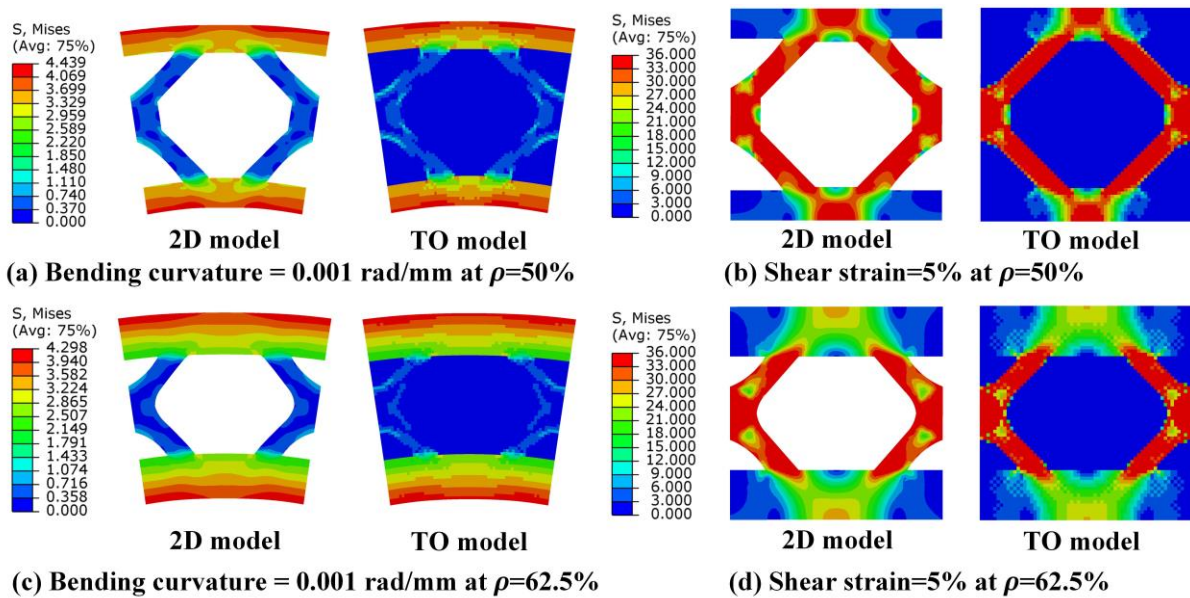 S, Mises
(Avg: 75%)
4.439
4.069
3.699
3.329
2.959
2.589
2.220
1.850
1.480
1.110
0.740
0.370
0.000
2D model
TO model
(a) Bending curvature = 0.001 rad/mm at ρ=50%
S, Mises
(Avg: 75%)
36.000
33.000
30.000
27.000
24.000
21.000
18.000
15.000
12.000
9.000
6.000
3.000
0.000
2D model
TO model
(b) Shear strain=5% at ρ=50%
S, Mises
(Avg: 75%)
4.298
3.940
3.582
3.224
2.865
2.507
2.149
1.791
1.433
1.074
0.716
0.358
0.000
2D model
TO model
(c) Bending curvature = 0.001 rad/mm at ρ=62.5%
S, Mises
(Avg: 75%)
36.000
33.000
30.000
27.000
24.000
21.000
18.000
15.000
12.000
9.000
6.000
3.000
0.000
2D model
TO model
(d) Shear strain=5% at ρ=62.5%